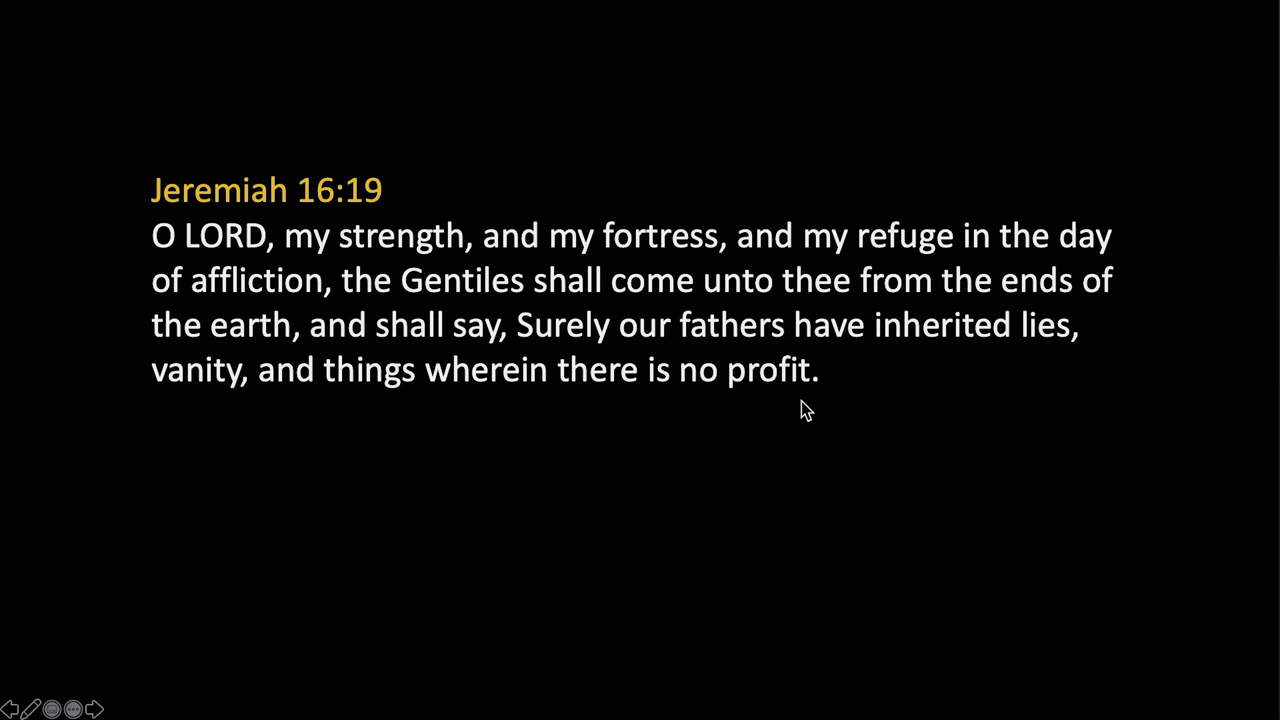 Jeremiah 16:19
O LORD, my strength, and my fortress, and my refuge in the day
of affliction, the Gentiles shall come unto thee from the ends of
the earth, and shall say, Surely our fathers have inherited lies,
vanity, and things wherein there is no profit.